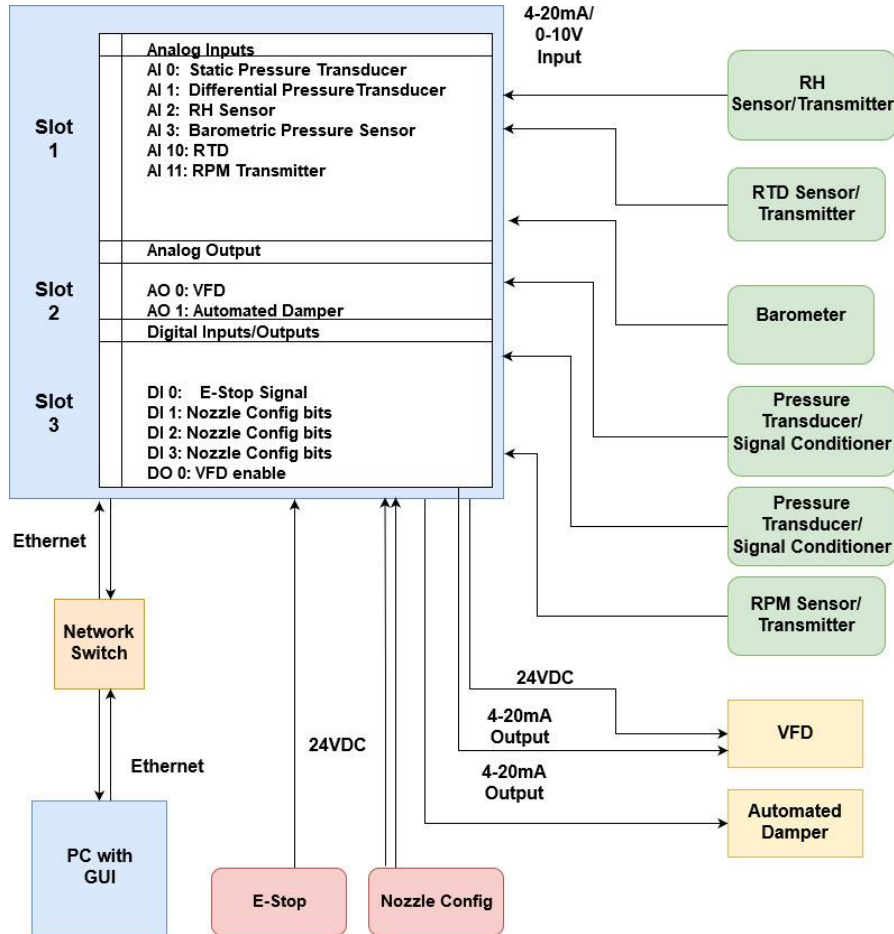 4-20mA/
0-10V
Input
Slot
1
Analog Inputs
AI 0: Static Pressure Transducer
AI 1: Differential Pressure Transducer
AI 2: RH Sensor
AI 3: Barometric Pressure Sensor
AI 10: RTD
AI 11: RPM Transmitter
Slot
2
Analog Output
AO 0: VFD
AO 1: Automated Damper
Slot
3
Digital Inputs/Outputs
DI 0: E-Stop Signal
DI 1: Nozzle Config bits
DI 2: Nozzle Config bits
DI 3: Nozzle Config bits
DO 0: VFD enable
RH
Sensor/Transmitter
RTD Sensor/
Transmitter
Barometer
Pressure
Transducer/
Signal Conditioner
Pressure
Transducer/
Signal Conditioner
RPM Sensor/
Transmitter
Ethernet
Network
Switch
Ethernet
PC with
GUI
24VDC
E-Stop
Nozzle Config
24VDC
4-20mA
Output
4-20mA
Output
VFD
Automated
Damper